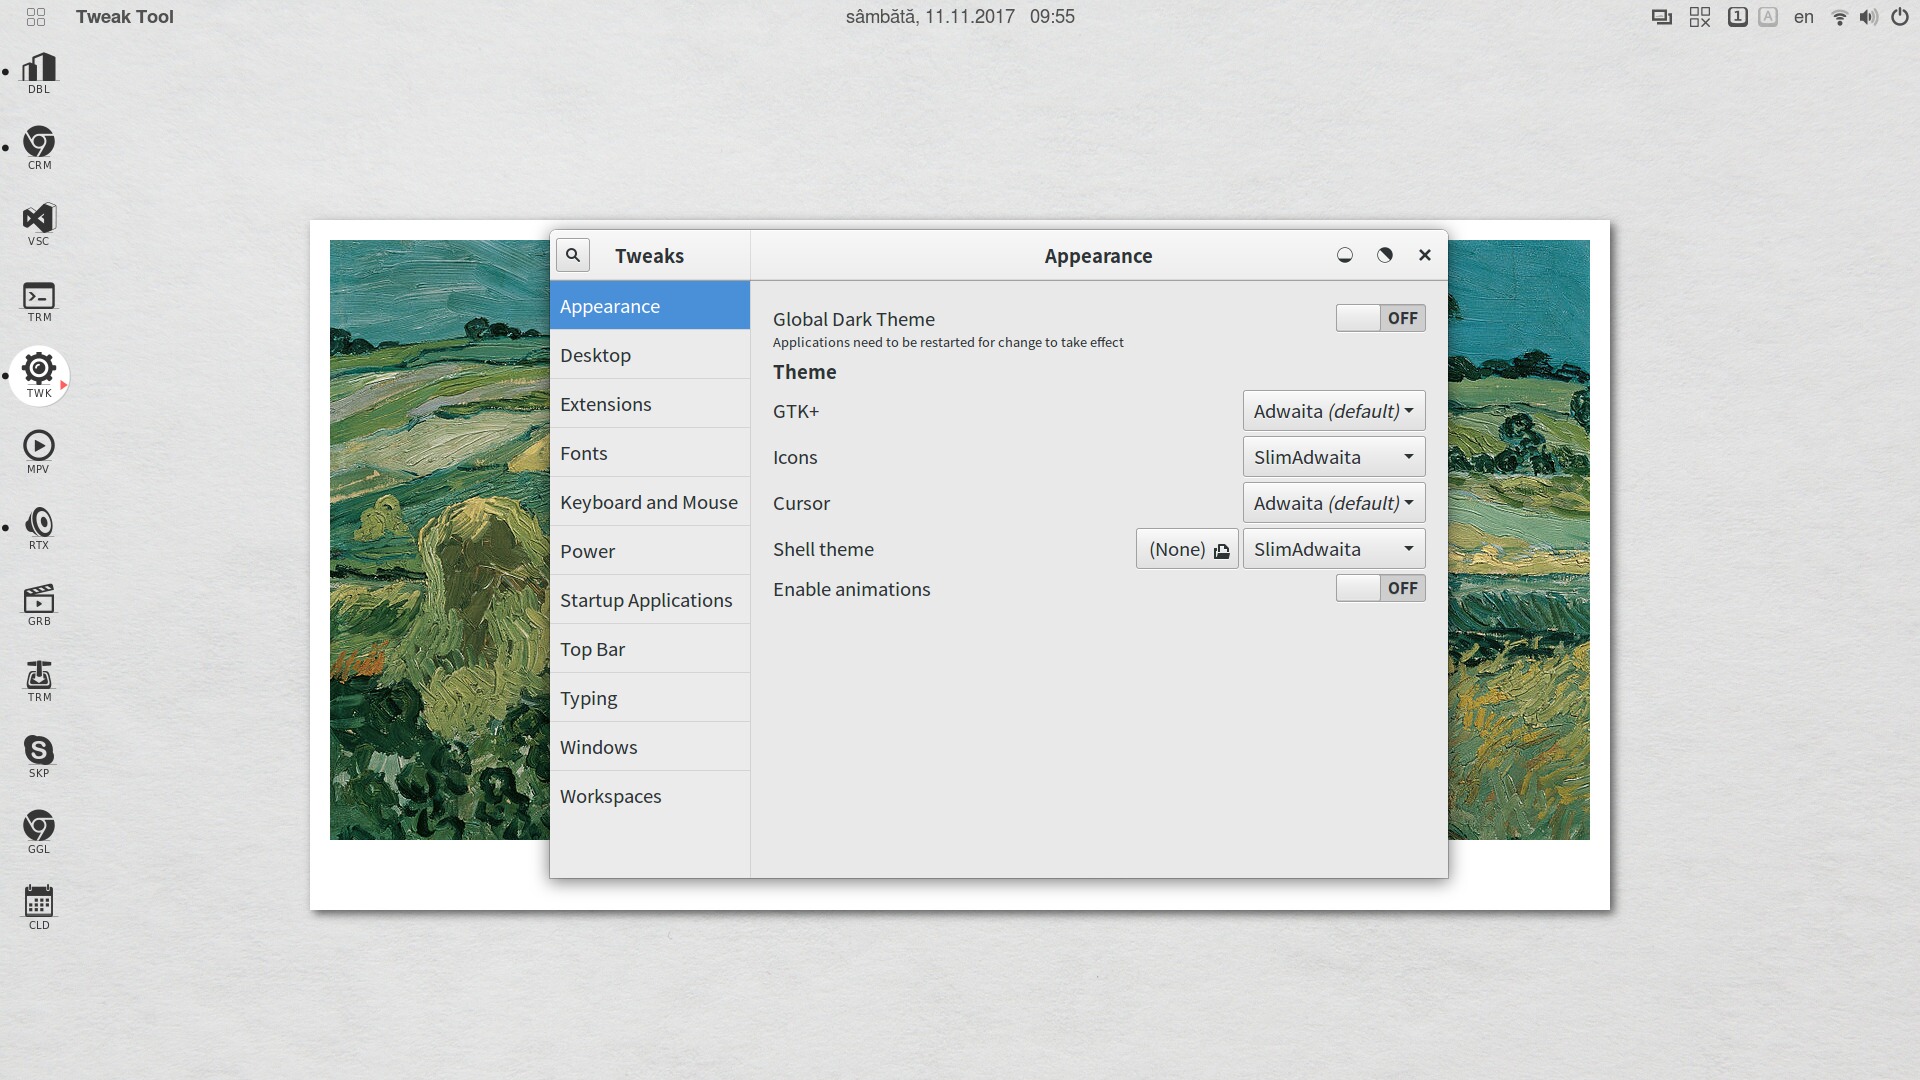 Tweak Tool
sâmbătă, 11.11.2017 09:55
1 A en
DBL
CRM
VSC
TRM
TWK
MPV
RTX
GRB
TRM
S
SKP
GGL
CLD
Tweaks
Appearance
Appearance
Desktop
Extensions
Fonts
Keyboard and Mouse
Power
Startup Applications
Top Bar
Typing
Windows
Workspaces
Global Dark Theme OFF
Applications need to be restarted for change to take effect
Theme
GTK+ Adwaita (default)
Icons SlimAdwaita
Cursor Adwaita (default)
Shell theme (None) SlimAdwaita
Enable animations OFF